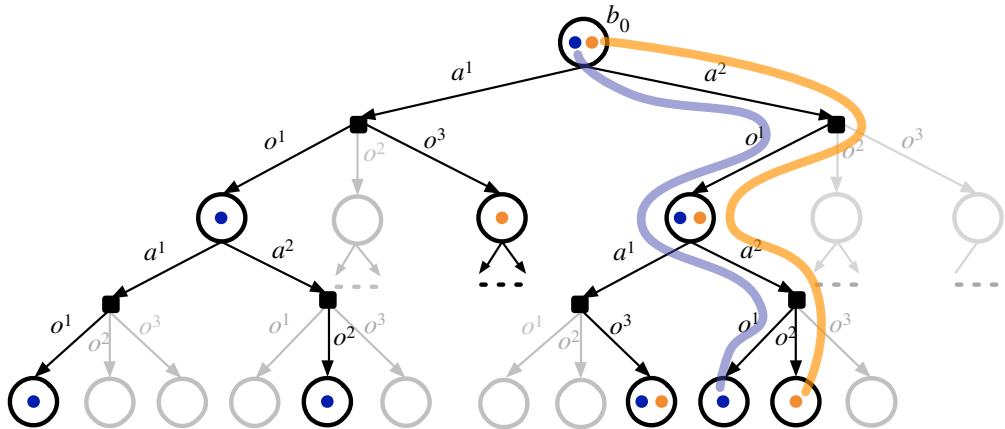 b₀
a¹ a²
o¹ o² o³ o¹ o² o³
a¹ a² a¹ a²
o¹ o² o³ o¹ o² o³ o¹ o² o³ o¹ o² o³